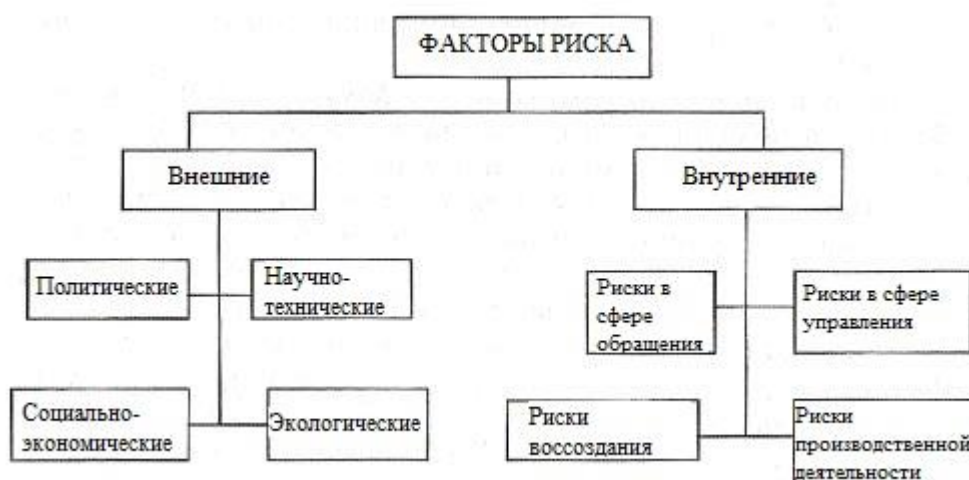 ФАКТОРЫ РИСКА
Внешние
Внутренние
Политические
Научно-
технические
Риски в
сфере
обращения
Риски в сфере
управления
Социально-
экономические
Экологические
Риски
воссоздания
Риски
производственной
деятельности